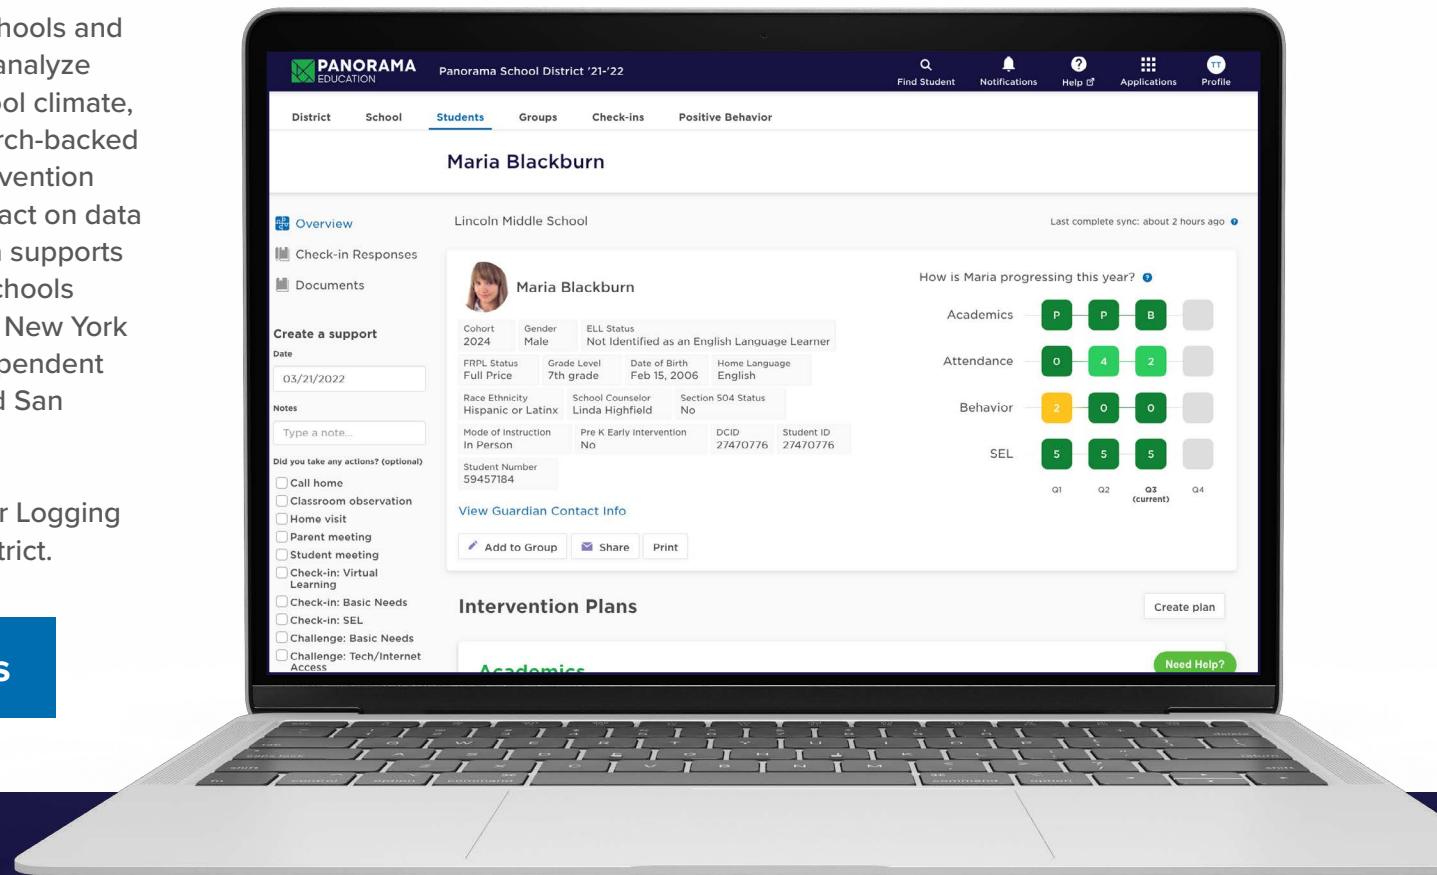 hools and
analyze
ol climate,
rch-backed
vention
act on data
supports
chools
New York
pendent
d San
r Logging
trict.
s
PANORAMA
EDUCATION
Panorama School District '21-'22
Find Student
Notifications
Help
Applications
TT
Profile
District School Students Groups Check-ins Positive Behavior
Maria Blackburn
Overview
Check-in Responses
Documents
Create a support
Date
03/21/2022
Notes
Type a note...
Did you take any actions? (optional)
Call home
Classroom observation
Home visit
Parent meeting
Student meeting
Check-in: Virtual
Learning
Check-in: Basic Needs
Check-in: SEL
Challenge: Basic Needs
Challenge: Tech/Internet
Access
Lincoln Middle School
Last complete sync: about 2 hours ago
Maria Blackburn
Cohort Gender ELL Status
2024 Male Not Identified as an English Language Learner
FRPL Status Grade Level Date of Birth Home Language
Full Price 7th grade Feb 15, 2006 English
Race Ethnicity School Counselor Section 504 Status
Hispanic or Latinx Linda Highfield No
Mode of Instruction Pre K Early Intervention DCID Student ID
In Person No 27470776 27470776
Student Number
59457184
View Guardian Contact Info
Add to Group Share Print
How is Maria progressing this year?
Academics P P B
Attendance 0 4 2
Behavior 2 0 0
SEL 5 5 5
Q1 Q2 Q3 Q4
(current)
Intervention Plans
Create plan
Academics
Need Help?